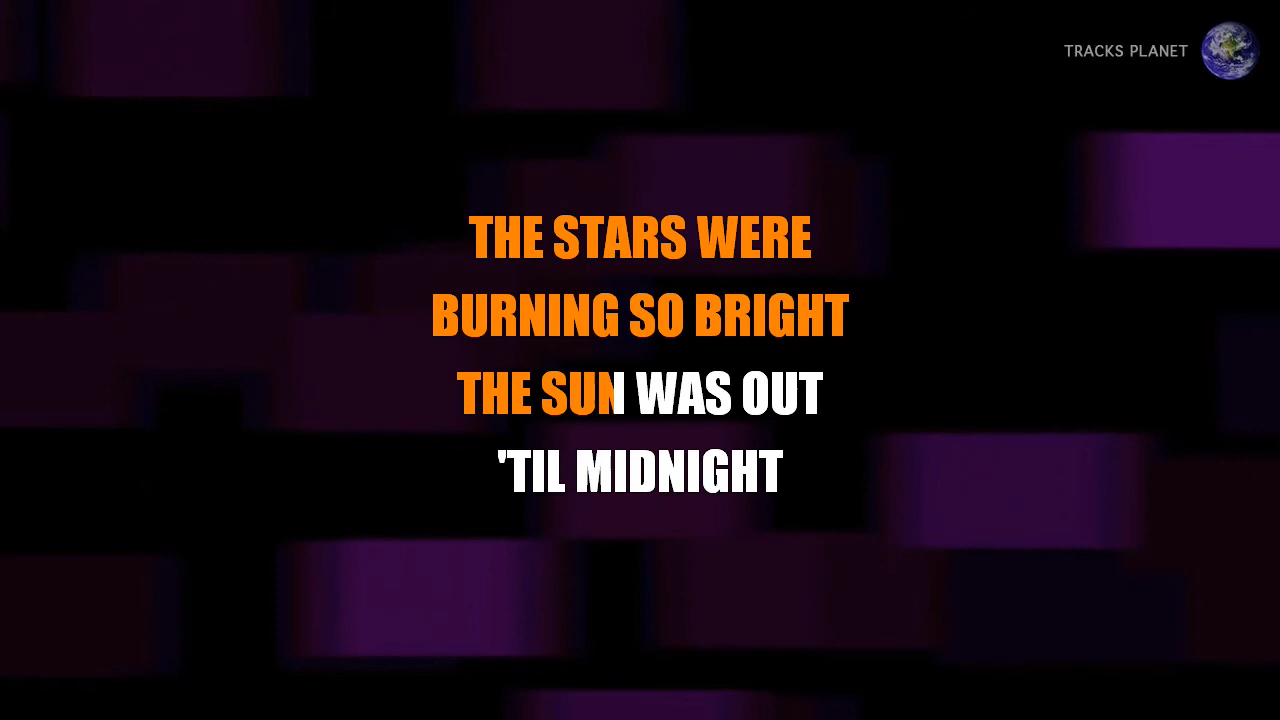 TRACKS PLANET
THE STARS WERE
BURNING SO BRIGHT
THE SUN WAS OUT
'TIL MIDNIGHT